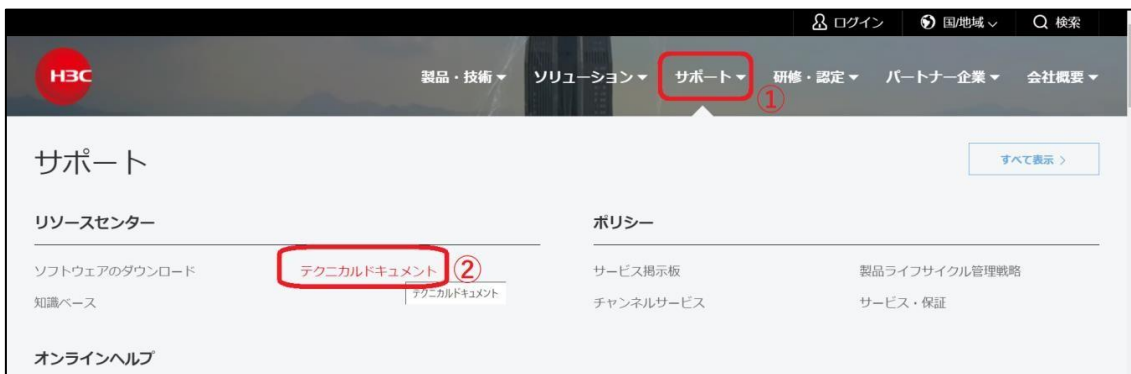 ログイン 国/地域 検索
H3C 製品・技術 ソリューション サポート 研修・認定 パートナー企業 会社概要
①
サポート すべて表示 >
リソースセンター ポリシー
ソフトウェアのダウンロード テクニカルドキュメント ② サービス掲示板 製品ライフサイクル管理戦略
テクニカルドキュメント
知識ベース チャンネルサービス サービス・保証
オンラインヘルプ